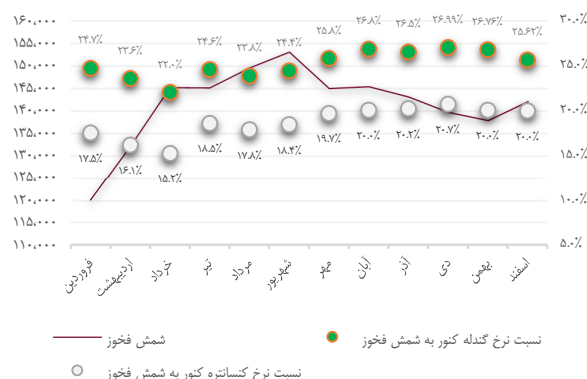 ۱۶۰,۰۰۰
۱۵۵,۰۰۰
۱۵۰,۰۰۰
۱۴۵,۰۰۰
۱۴۰,۰۰۰
۱۳۵,۰۰۰
۱۳۰,۰۰۰
۱۲۵,۰۰۰
۱۲۰,۰۰۰
۱۱۵,۰۰۰
۱۱۰,۰۰۰
۳۰.۰٪
۲۵.۰٪
۲۰.۰٪
۱۵.۰٪
۱۰.۰٪
۵.۰٪
۲۴.۷٪ ۲۳.۶٪ ۲۲.۰٪ ۲۴.۶٪ ۲۳.۸٪ ۲۴.۴٪ ۲۵.۸٪ ۲۶.۸٪ ۲۶.۵٪ ۲۶.۹۹٪ ۲۶.۷۶٪ ۲۵.۶۲٪
۱۷.۵٪ ۱۶.۱٪ ۱۵.۲٪ ۱۸.۵٪ ۱۷.۸٪ ۱۸.۴٪ ۱۹.۷٪ ۲۰.۰٪ ۲۰.۲٪ ۲۰.۷٪ ۲۰.۰٪ ۲۰.۰٪
فروردین اردیبهشت خرداد تیر مرداد شهریور مهر آبان آذر دی بهمن اسفند
نسبت نرخ گندله کنور به شمش فخوز
شمش فخوز
نسبت نرخ کنسانتره کنور به شمش فخوز